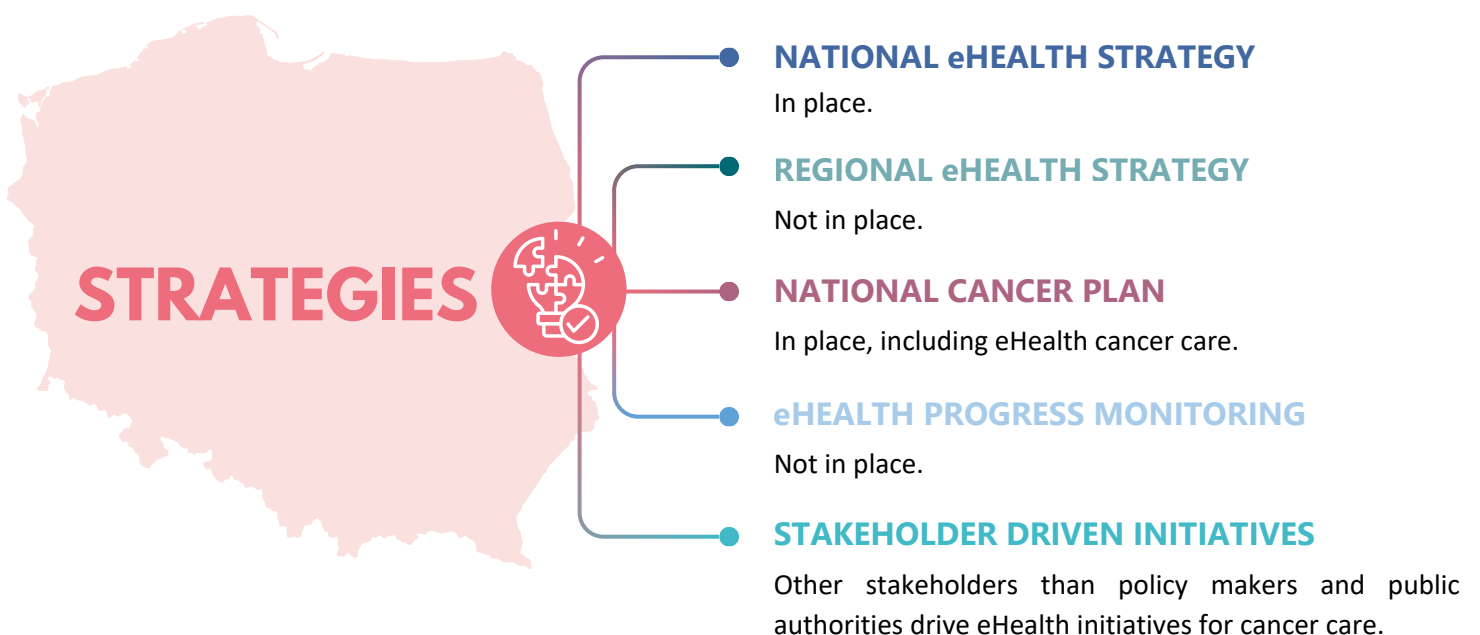 STRATEGIES
NATIONAL eHEALTH STRATEGY
In place.
REGIONAL eHEALTH STRATEGY
Not in place.
NATIONAL CANCER PLAN
In place, including eHealth cancer care.
eHEALTH PROGRESS MONITORING
Not in place.
STAKEHOLDER DRIVEN INITIATIVES
Other stakeholders than policy makers and public
authorities drive eHealth initiatives for cancer care.